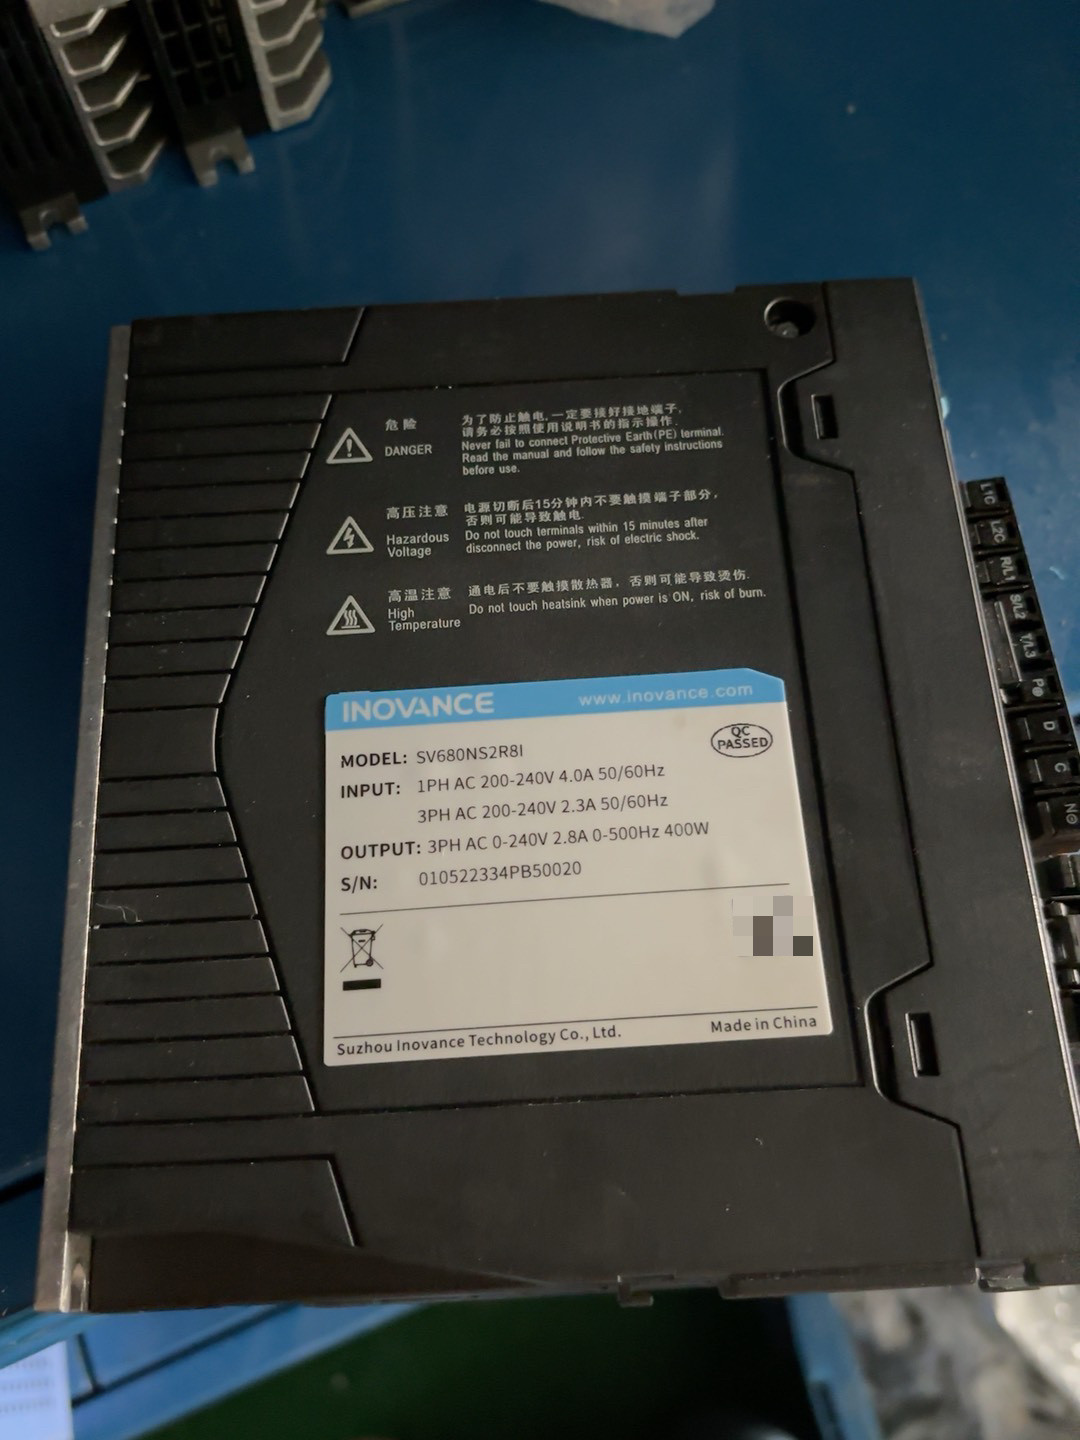 危险
DANGER
为了防止触电,一定要接好接地端子,
请务必按照使用说明书的指示操作.
Never fail to connect Protective Earth(PE) terminal.
Read the manual and follow the safety instructions
before use.
高压注意
Hazardous
Voltage
电源切断后15分钟内不要触摸端子部分,
否则可能导致触电.
Do not touch terminals within 15 minutes after
disconnect the power, risk of electric shock.
高温注意
High
Temperature
通电后不要触摸散热器,否则可能导致烫伤.
Do not touch heatsink when power is ON, risk of burn.
INOVANCE
www.inovance.com
QC
PASSED
MODEL: SV680NS2R8I
INPUT: 1PH AC 200-240V 4.0A 50/60Hz
3PH AC 200-240V 2.3A 50/60Hz
OUTPUT: 3PH AC 0-240V 2.8A 0-500Hz 400W
S/N: 010522334PB50020
Suzhou Inovance Technology Co., Ltd.
Made in China
L1C
L2C
R/L1
S/L2
T/L3
P⊕
D
C
N⊖